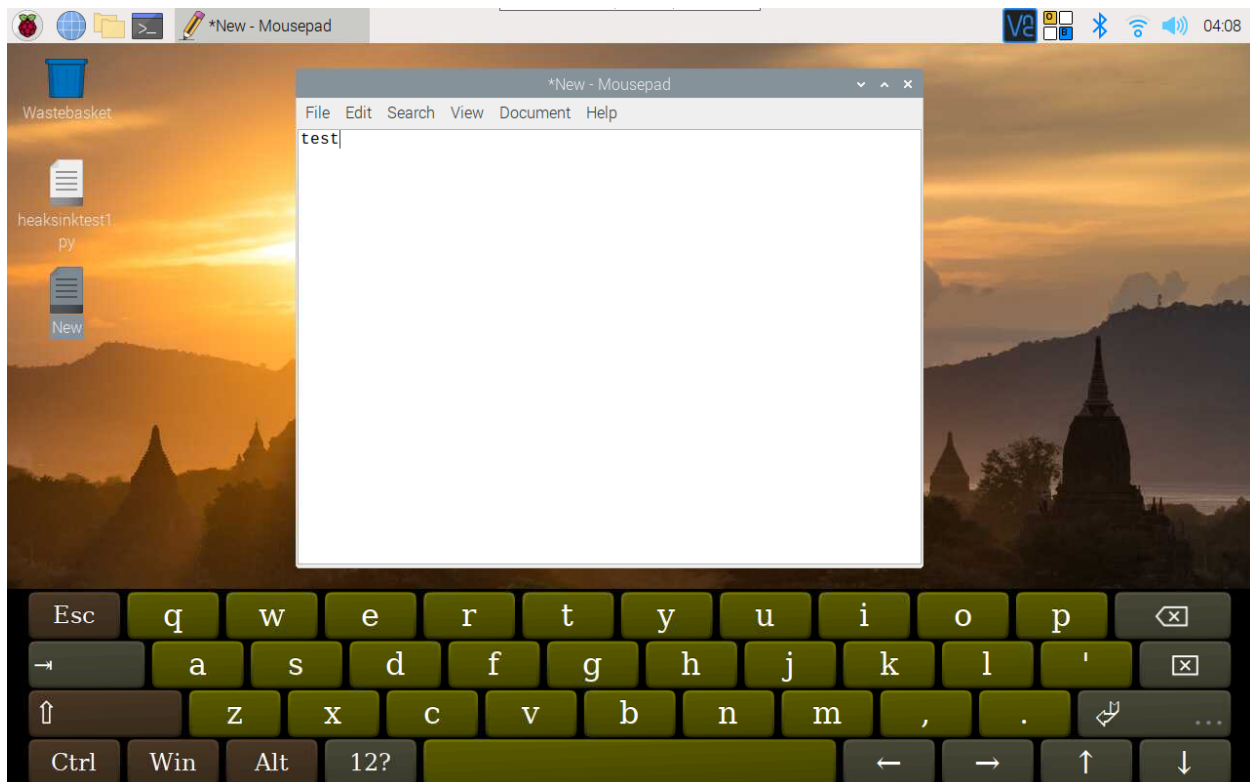 *New - Mousepad
VNC
04:08
Wastebasket
heaksinktest1.
py
New
*New - Mousepad
File Edit Search View Document Help
test
Esc q w e r t y u i o p
a s d f g h j k l '
z x c v b n m , . ...
Ctrl Win Alt 12?